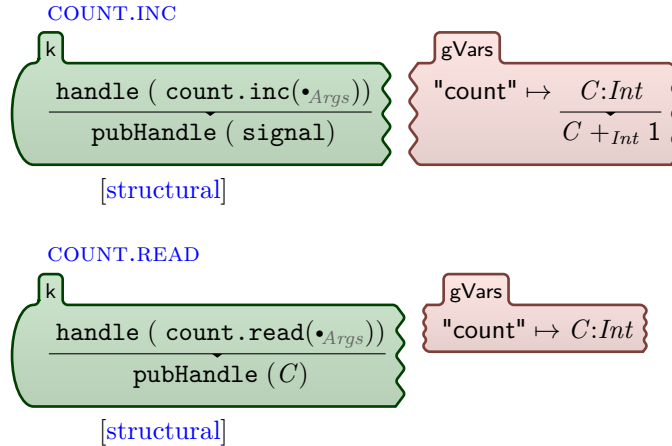 COUNT.INC
k gVars
handle ( count.inc(•Args)) "count" ↦ C:Int
pubHandle ( signal) C +Int 1
[structural]
COUNT.READ
k gVars
handle ( count.read(•Args)) "count" ↦ C:Int
pubHandle (C)
[structural]